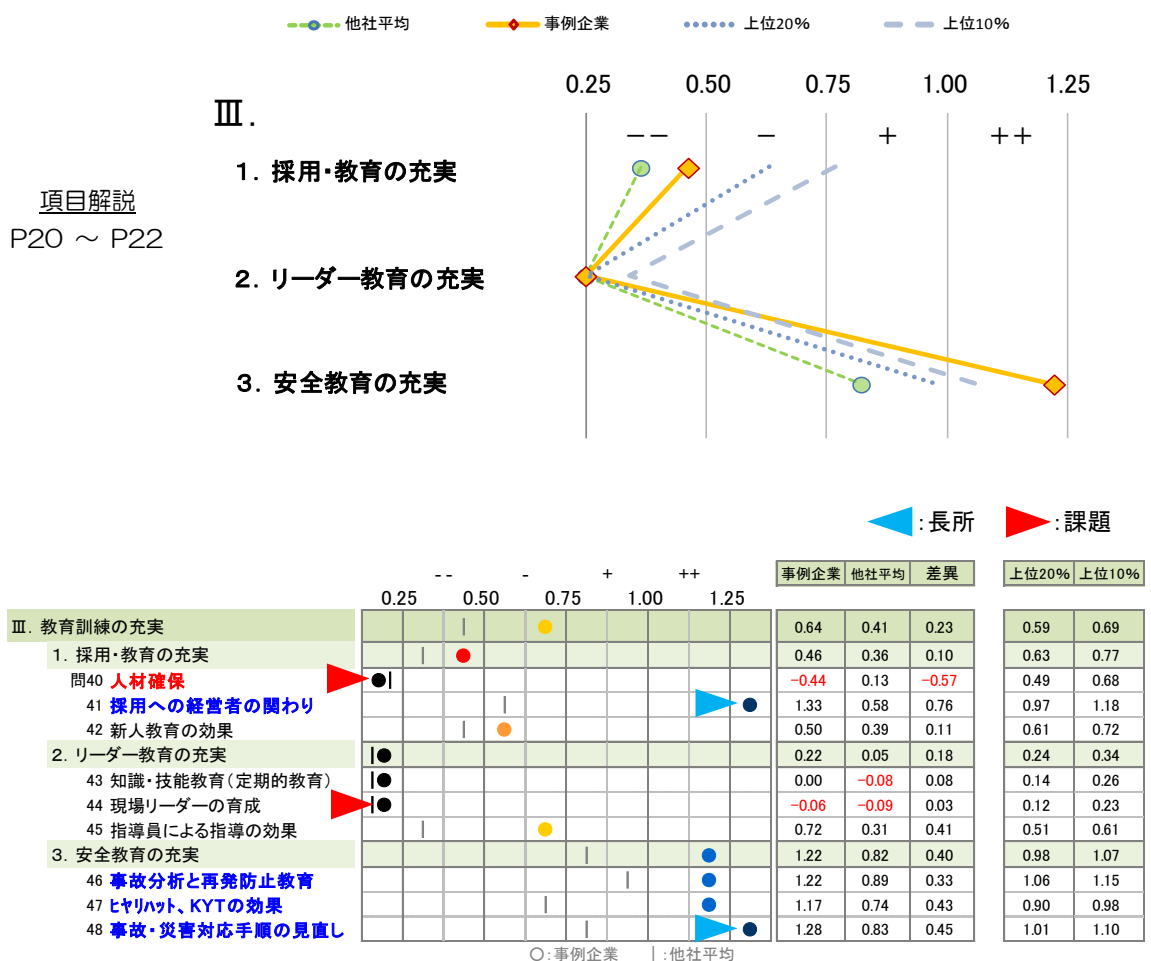 他社平均 事例企業 上位20% 上位10%
0.25 0.50 0.75 1.00 1.25
Ⅲ.
－－ － ＋ ＋＋
1. 採用・教育の充実
項目解説
P20 ～ P22
2. リーダー教育の充実
3. 安全教育の充実
:長所 :課題
-- - + ++ 事例企業 他社平均 差異 上位20% 上位10%
0.25 0.50 0.75 1.00 1.25
Ⅲ. 教育訓練の充実 0.64 0.41 0.23 0.59 0.69
1. 採用・教育の充実 0.46 0.36 0.10 0.63 0.77
問40 人材確保 -0.44 0.13 -0.57 0.49 0.68
41 採用への経営者の関わり 1.33 0.58 0.76 0.97 1.18
42 新人教育の効果 0.50 0.39 0.11 0.61 0.72
2. リーダー教育の充実 0.22 0.05 0.18 0.24 0.34
43 知識・技能教育（定期的教育） 0.00 -0.08 0.08 0.14 0.26
44 現場リーダーの育成 -0.06 -0.09 0.03 0.12 0.23
45 指導員による指導の効果 0.72 0.31 0.41 0.51 0.61
3. 安全教育の充実 1.22 0.82 0.40 0.98 1.07
46 事故分析と再発防止教育 1.22 0.89 0.33 1.06 1.15
47 ヒヤリハット、KYTの効果 1.17 0.74 0.43 0.90 0.98
48 事故・災害対応手順の見直し 1.28 0.83 0.45 1.01 1.10
○:事例企業 |:他社平均